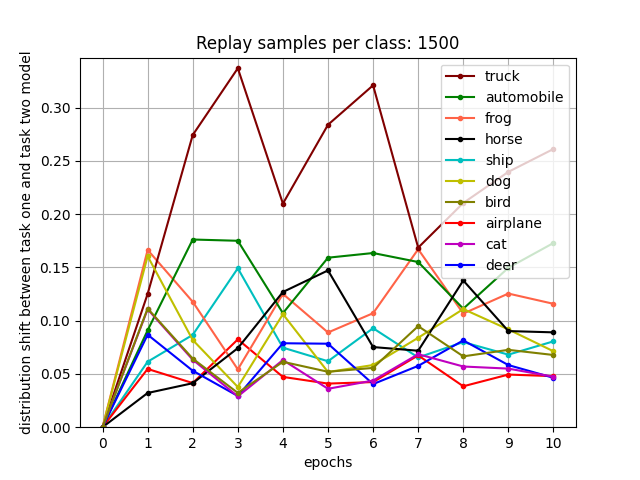 Replay samples per class: 1500
distribution shift between task one and task two model
0.30
0.25
0.20
0.15
0.10
0.05
0.00
0 1 2 3 4 5 6 7 8 9 10
epochs
truck
automobile
frog
horse
ship
dog
bird
airplane
cat
deer